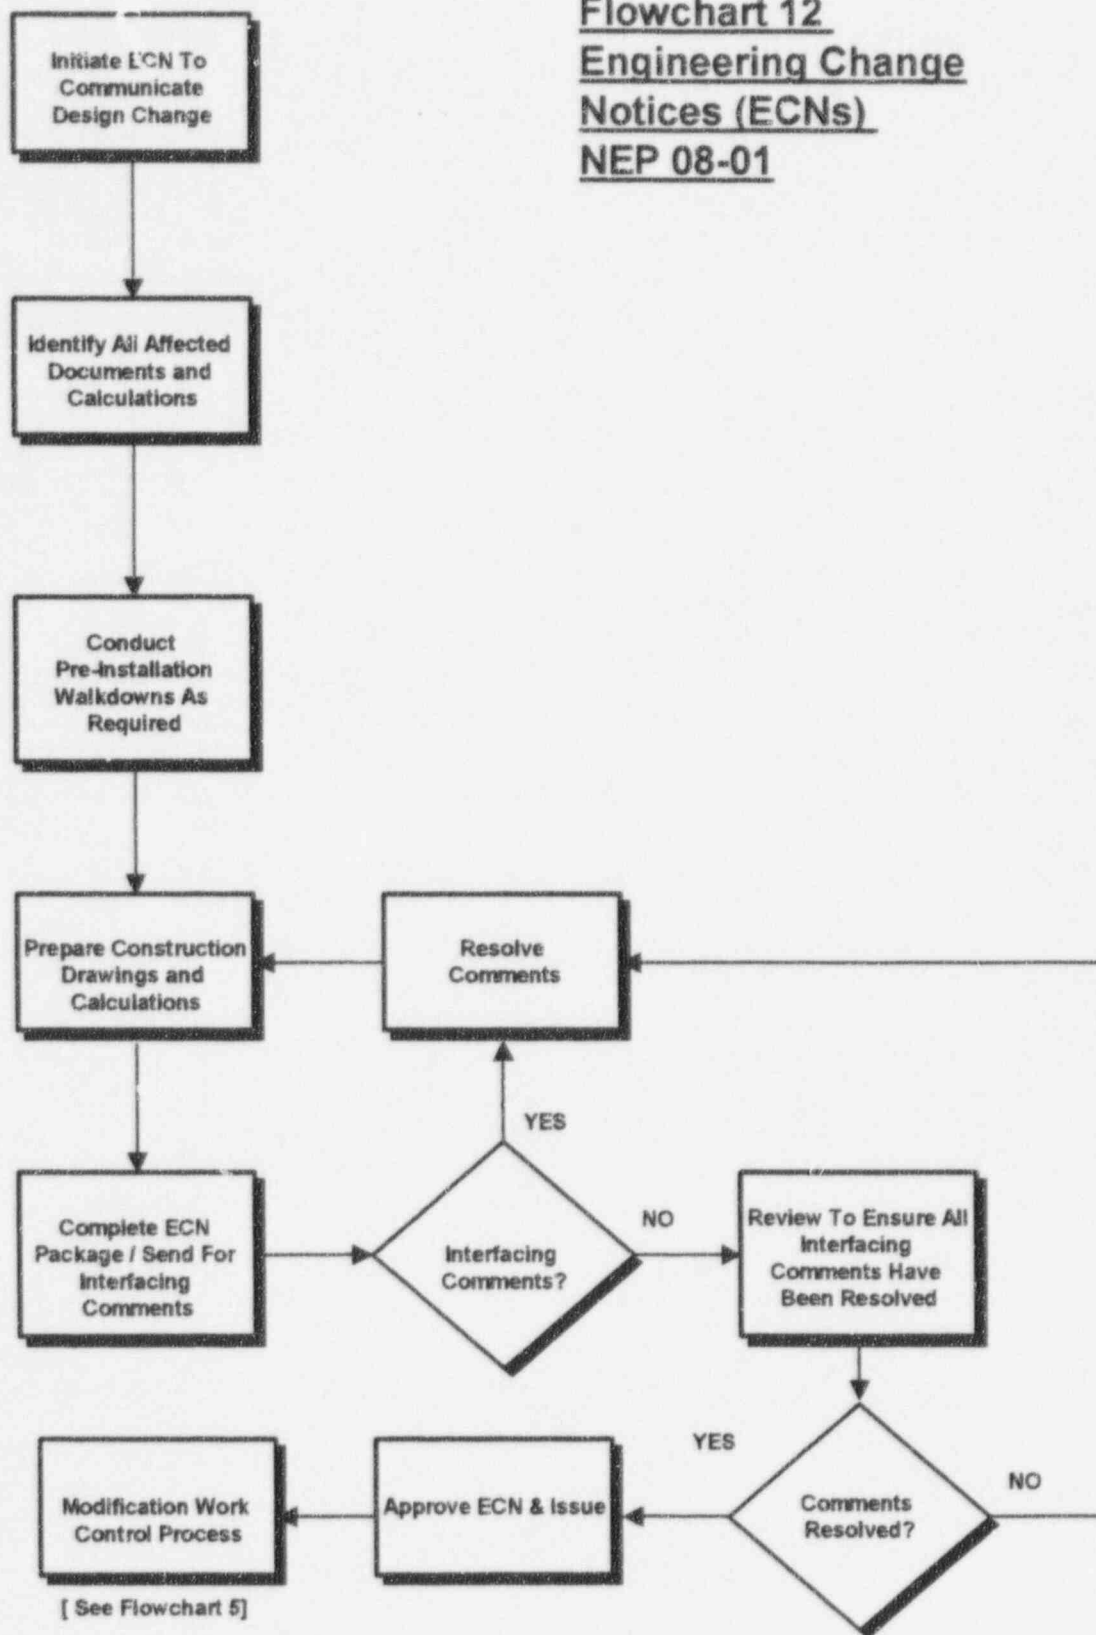 Flowchart 12
Engineering Change
Notices (ECNs)
NEP 08-01
Initiate ECN To
Communicate
Design Change
Identify All Affected
Documents and
Calculations
Conduct
Pre-Installation
Walkdowns As
Required
Prepare Construction
Drawings and
Calculations
Resolve
Comments
YES
Complete ECN
Package / Send For
Interfacing
Comments
Interfacing
Comments?
NO
Review To Ensure All
Interfacing
Comments Have
Been Resolved
YES
Comments
Resolved?
NO
Approve ECN & Issue
Modification Work
Control Process
[ See Flowchart 5]